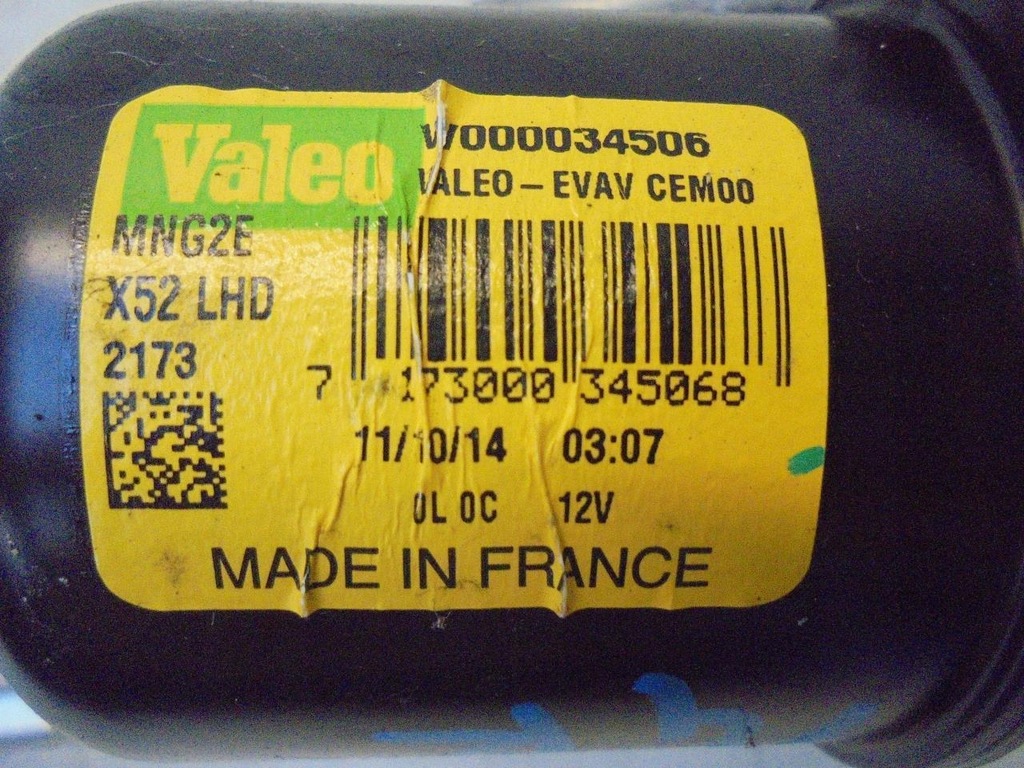 Valeo
W000034506
VALEO-EVAV CEM00
MNG2E
X52 LHD
2173
7 173000 345068
11/10/14 03:07
0L 0C 12V
MADE IN FRANCE